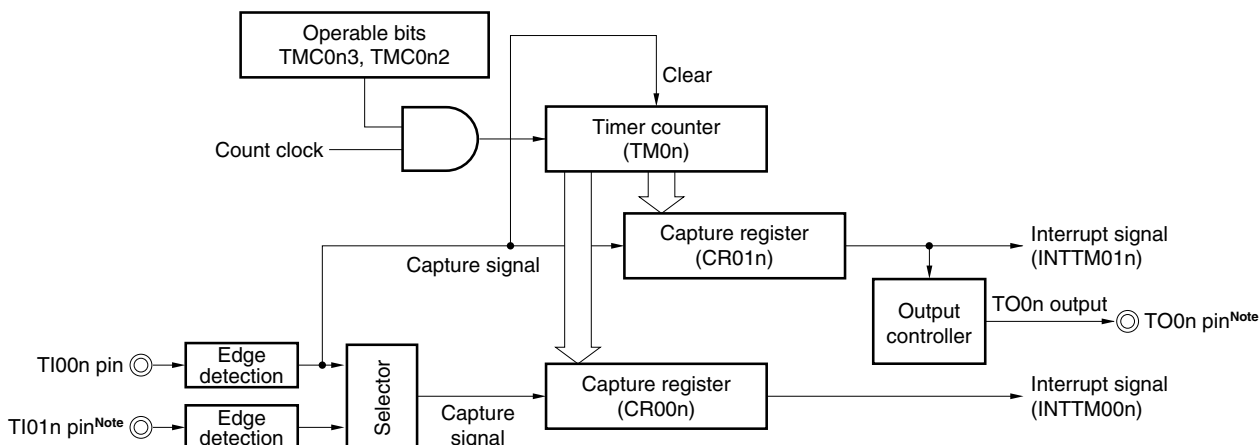 Operable bits
TMC0n3, TMC0n2
Clear
Timer counter
(TM0n)
Count clock
Capture register
(CR01n)
Interrupt signal
(INTTM01n)
Capture signal
Output
controller
TO0n output
TO0n pinNote
TI00n pin
Edge
detection
Selector
Capture register
(CR00n)
Interrupt signal
(INTTM00n)
Capture
signal
TI01n pinNote
Edge
detection